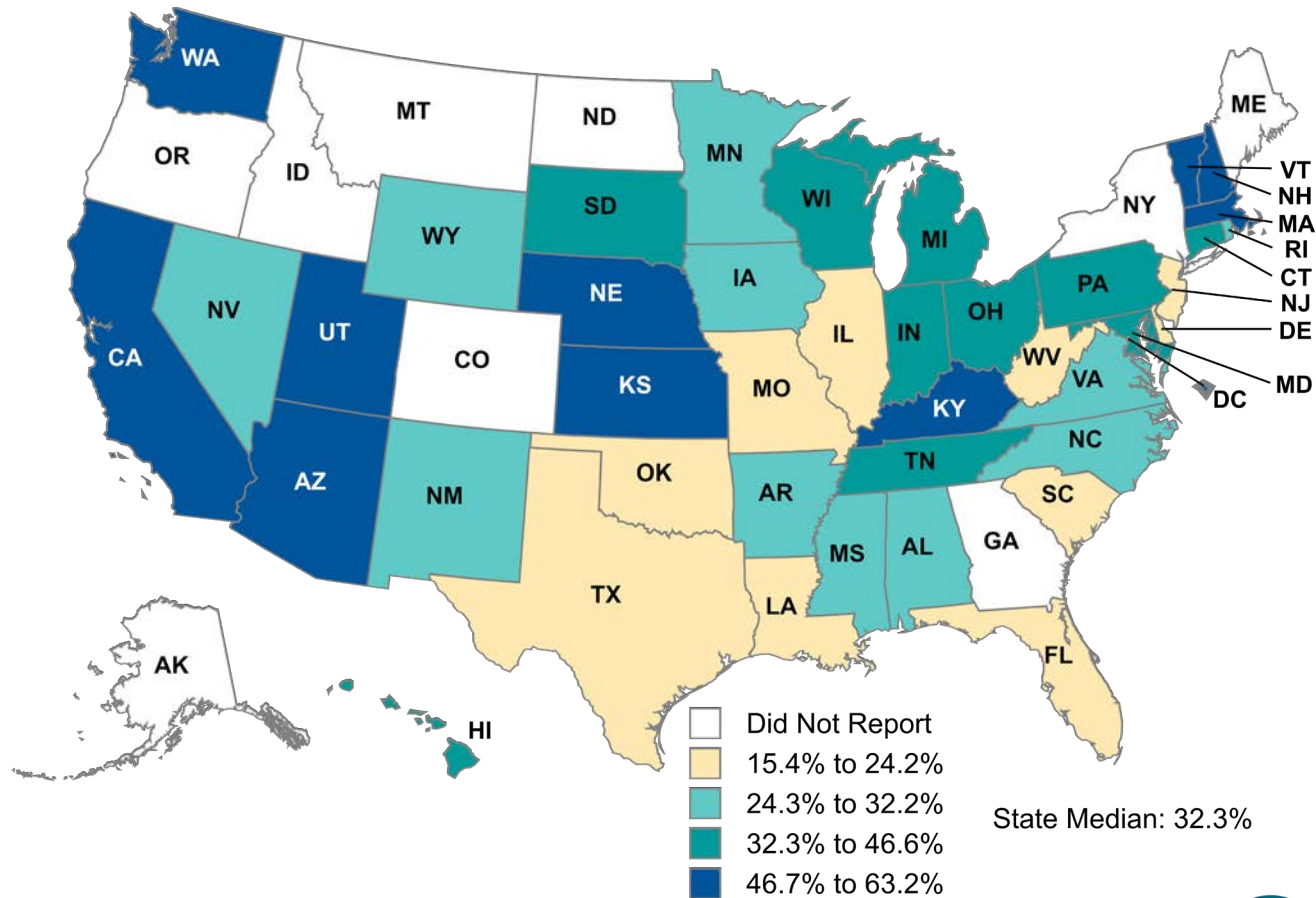 WA
MT
ND
ME
OR
ID
MN
VT
NH
SD
WI
NY
MA
WY
MI
RI
CT
NV
UT
NE
IA
PA
NJ
CA
CO
IL
IN
OH
DE
KS
MO
WV
VA
MD
KY
DC
AZ
NM
OK
AR
TN
NC
SC
TX
LA
MS
AL
GA
FL
AK
HI
Did Not Report
15.4% to 24.2%
24.3% to 32.2%
State Median: 32.3%
32.3% to 46.6%
46.7% to 63.2%